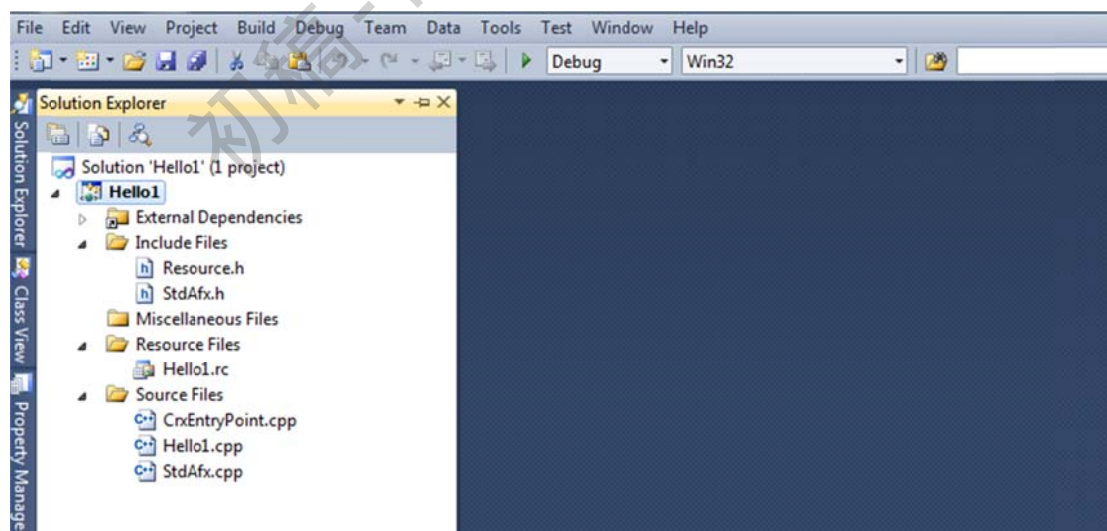 File Edit View Project Build Debug Team Data Tools Test Window Help
Debug Win32
Solution Explorer
Solution 'Hello1' (1 project)
Hello1
External Dependencies
Include Files
Resource.h
StdAfx.h
Miscellaneous Files
Resource Files
Hello1.rc
Source Files
CrxEntryPoint.cpp
Hello1.cpp
StdAfx.cpp
Solution Explorer
Class View
Property Manage
初稿